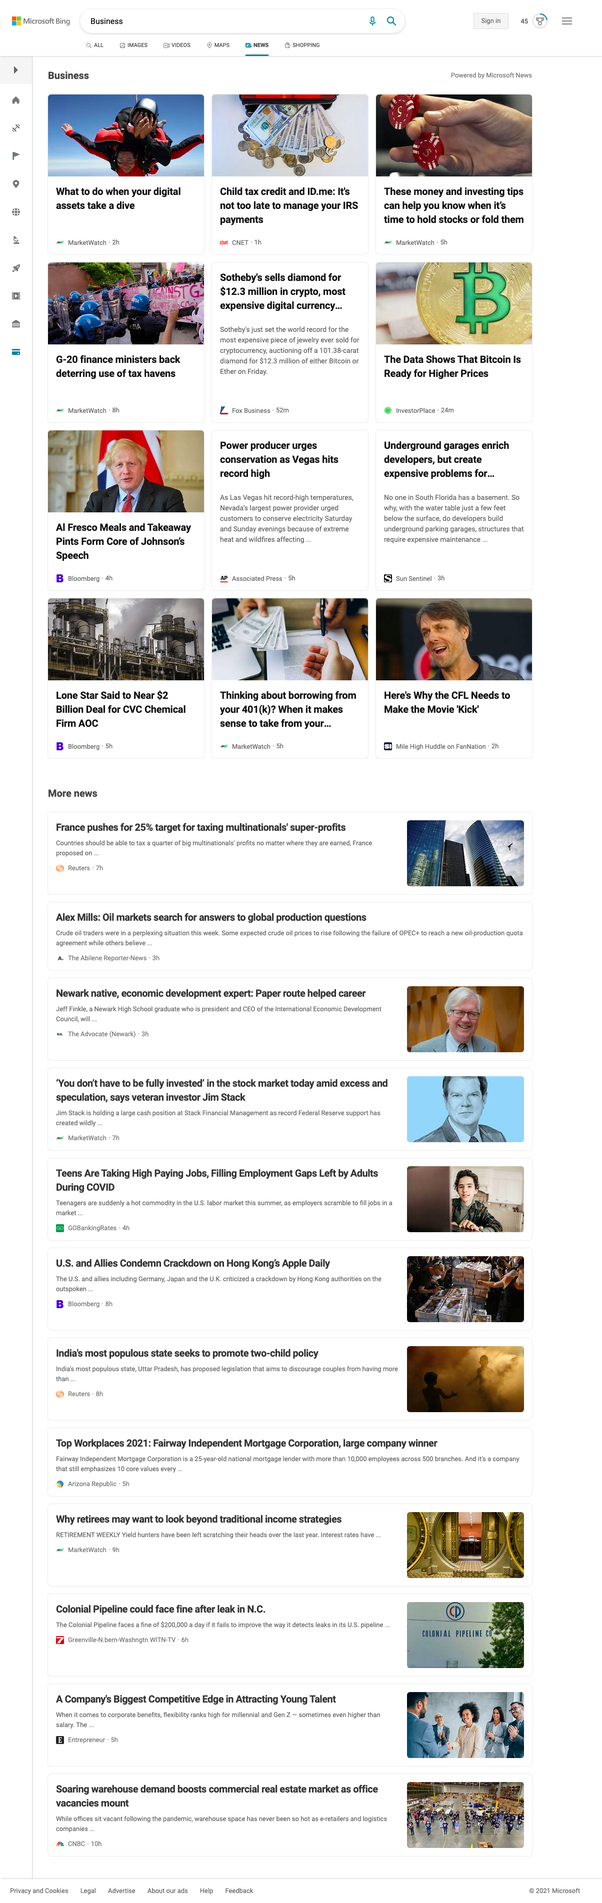 Microsoft Bing
Business
Sign in
45
ALL
IMAGES
VIDEOS
MAPS
NEWS
SHOPPING
Business
Powered by Microsoft News
What to do when your digital
assets take a dive
MarketWatch · 2h
Child tax credit and ID.me: It's
not too late to manage your IRS
payments
CNET · 1h
These money and investing tips
can help you know when it's
time to hold stocks or fold them
MarketWatch · 5h
G-20 finance ministers back
deterring use of tax havens
MarketWatch · 8h
Sotheby's sells diamond for
$12.3 million in crypto, most
expensive digital currency...
Sotheby's just set the world record for the
most expensive piece of jewelry ever sold for
cryptocurrency, auctioning off a 101.38-carat
diamond for $12.3 million of either Bitcoin or
Ether on Friday.
Fox Business · 52m
The Data Shows That Bitcoin Is
Ready for Higher Prices
InvestorPlace · 24m
Al Fresco Meals and Takeaway
Pints Form Core of Johnson's
Speech
Bloomberg · 4h
Power producer urges
conservation as Vegas hits
record high
As Las Vegas hit record-high temperatures,
Nevada's largest power provider urged
customers to conserve electricity Saturday
and Sunday evenings because of extreme
heat and wildfires affecting ...
AP
Associated Press · 5h
Underground garages enrich
developers, but create
expensive problems for...
No one in South Florida has a basement. So
why, with the water table just a few feet
below the surface, do developers build
underground parking garages, structures that
require expensive maintenance ...
Sun Sentinel · 3h
Lone Star Said to Near $2
Billion Deal for CVC Chemical
Firm AOC
Bloomberg · 5h
Thinking about borrowing from
your 401(k)? When it makes
sense to take from your...
MarketWatch · 5h
Here's Why the CFL Needs to
Make the Movie 'Kick'
Mile High Huddle on FanNation · 2h
More news
France pushes for 25% target for taxing multinationals' super-profits
Countries should be able to tax a quarter of big multinationals' profits no matter where they are earned, France
proposed on ...
Reuters · 7h
Alex Mills: Oil markets search for answers to global production questions
Crude oil traders were in a perplexing situation this week. Some expected crude oil prices to rise following the failure of OPEC+ to reach a new oil-production quota
agreement while others believe ...
The Abilene Reporter-News · 3h
Newark native, economic development expert: Paper route helped career
Jeff Finkle, a Newark High School graduate who is president and CEO of the International Economic Development
Council, will ...
The Advocate (Newark) · 3h
'You don't have to be fully invested' in the stock market today amid excess and
speculation, says veteran investor Jim Stack
Jim Stack is holding a large cash position at Stack Financial Management as record Federal Reserve support has
created wildly ...
MarketWatch · 7h
Teens Are Taking High Paying Jobs, Filling Employment Gaps Left by Adults
During COVID
Teenagers are suddenly a hot commodity in the U.S. labor market this summer, as employers scramble to fill jobs in a
market ...
GOBankingRates · 4h
U.S. and Allies Condemn Crackdown on Hong Kong's Apple Daily
The U.S. and allies including Germany, Japan and the U.K. criticized a crackdown by Hong Kong authorities on the
outspoken ...
Bloomberg · 8h
India's most populous state seeks to promote two-child policy
India's most populous state, Uttar Pradesh, has proposed legislation that aims to discourage couples from having more
than ...
Reuters · 8h
Top Workplaces 2021: Fairway Independent Mortgage Corporation, large company winner
Fairway Independent Mortgage Corporation is a 25-year-old national mortgage lender with more than 10,000 employees across 500 branches. And it's a company
that still emphasizes 10 core values every ...
Arizona Republic · 5h
Why retirees may want to look beyond traditional income strategies
RETIREMENT WEEKLY Yield hunters have been left scratching their heads over the last year. Interest rates have ...
MarketWatch · 9h
Colonial Pipeline could face fine after leak in N.C.
The Colonial Pipeline faces a fine of $200,000 a day if it fails to improve the way it detects leaks in its U.S. pipeline ...
Greenville-N.bern-Washngtn WITN-TV · 6h
COLONIAL PIPELINE CO
A Company's Biggest Competitive Edge in Attracting Young Talent
When it comes to corporate benefits, flexibility ranks high for millennial and Gen Z — sometimes even higher than
salary. The ...
Entrepreneur · 5h
Soaring warehouse demand boosts commercial real estate market as office
vacancies mount
While offices sit vacant following the pandemic, warehouse space has never been so hot as e-retailers and logistics
companies ...
CNBC · 10h
Privacy and Cookies
Legal
Advertise
About our ads
Help
Feedback
© 2021 Microsoft